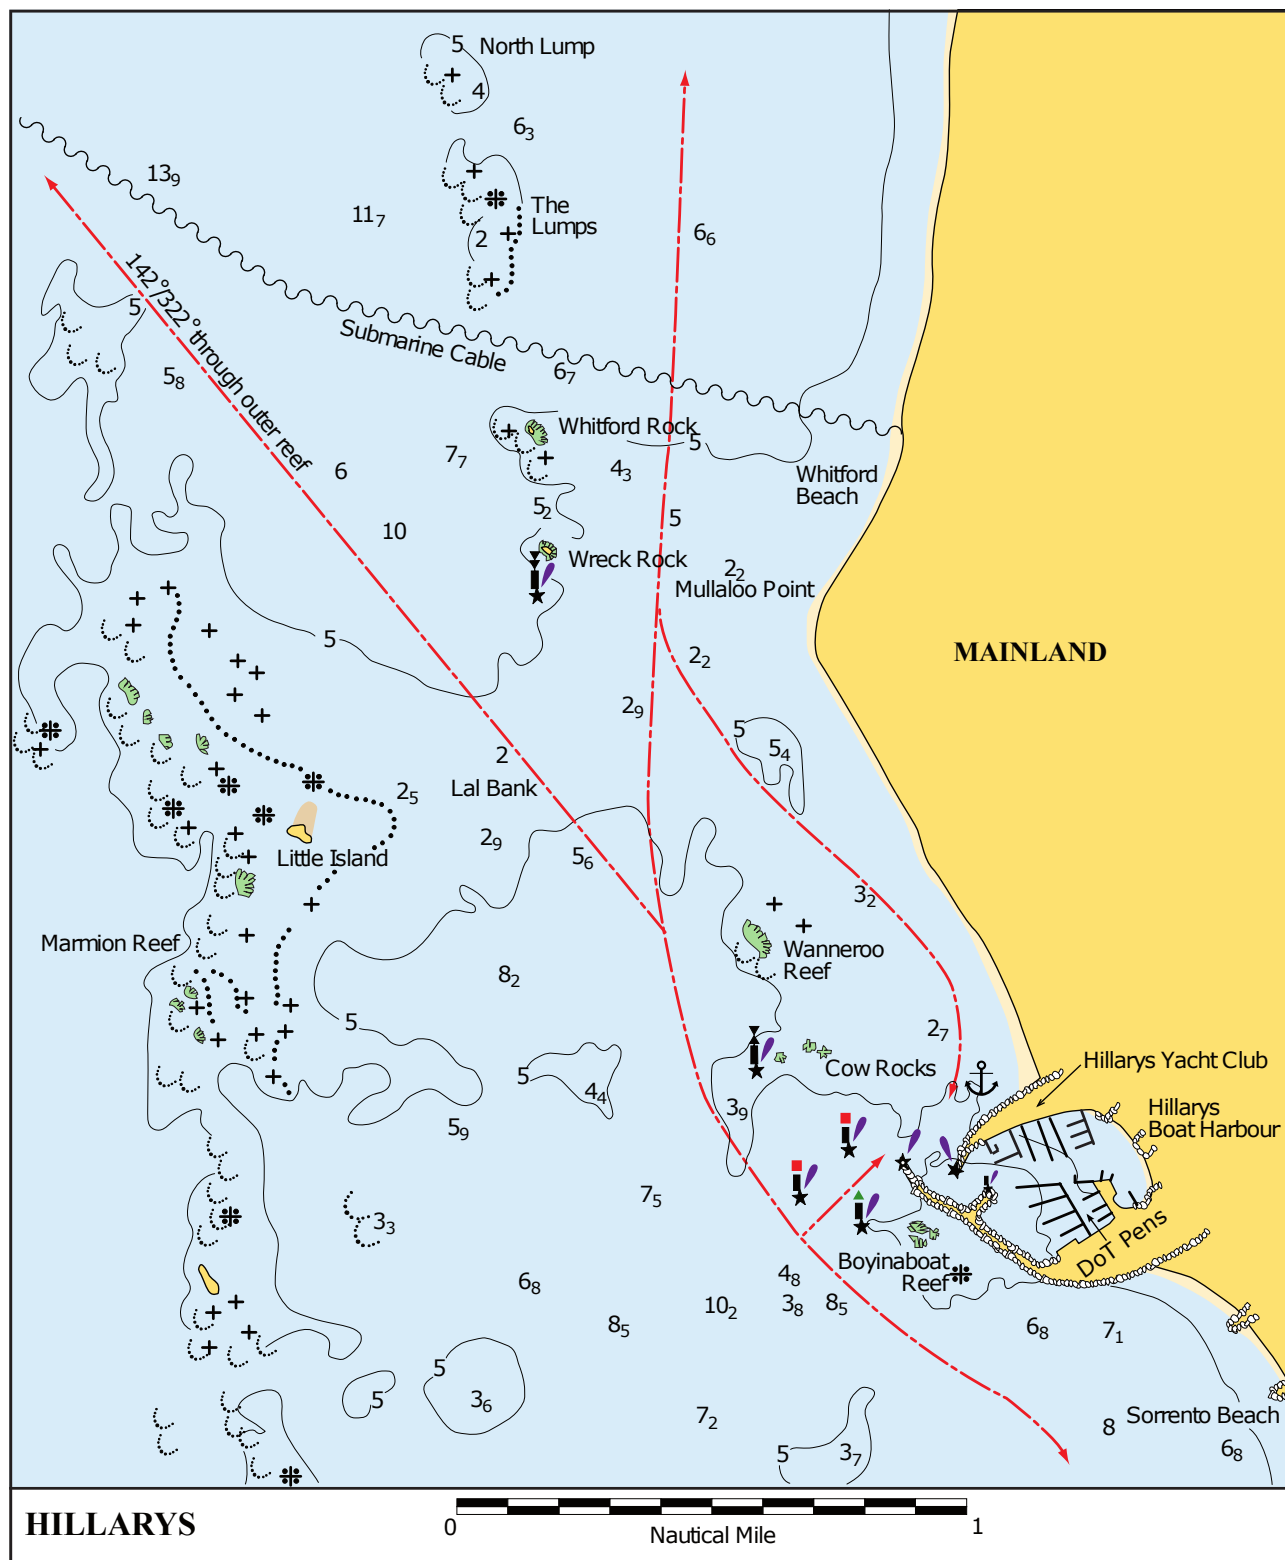 5
North Lump
4
6₃
13₉
11₇
The
Lumps
2
6₆
142°/322° through outer reef
5
Submarine Cable
5₈
6₇
Whitford Rock
5
6
7₇
4₃
Whitford
Beach
10
5₂
5
Wreck Rock
2₂
Mullaloo Point
5
2₂
MAINLAND
2₉
5
5₄
2
Lal Bank
2₅
2₉
5₆
Little Island
3₂
Marmion Reef
Wanneroo
Reef
8₂
5
2₇
Cow Rocks
Hillarys Yacht Club
5
4₄
3₉
Hillarys
Boat Harbour
5₉
7₅
3₃
DoT Pens
Boyinaboat
Reef
6₈
4₈
10₂
3₈
8₅
8₅
6₈
7₁
5
5
3₆
7₂
8
Sorrento Beach
5
3₇
6₈
HILLARYS
0
1
Nautical Mile